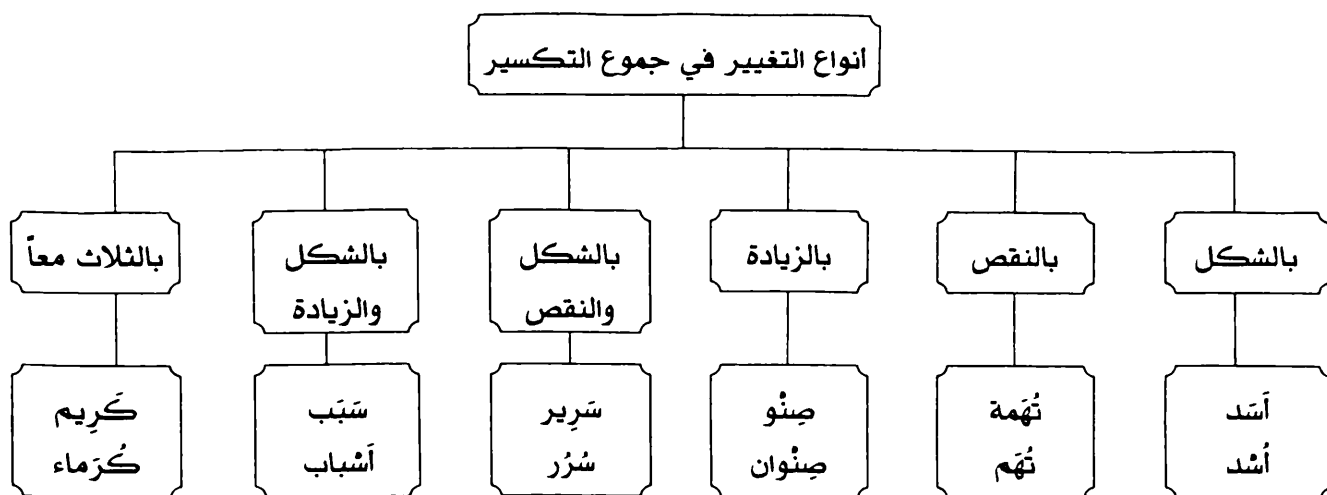 أنواع التغيير في جموع التكسير
بالشكل
بالنقص
بالزيادة
بالشكل
والنقص
بالشكل
والزيادة
بالثلاث معاً
أَسَد
أُسْد
تُهَمة
تُهَم
صِنْو
صِنْوان
سَرِير
سُرُر
سَبَب
أَسْباب
كَرِيم
كُرَماء